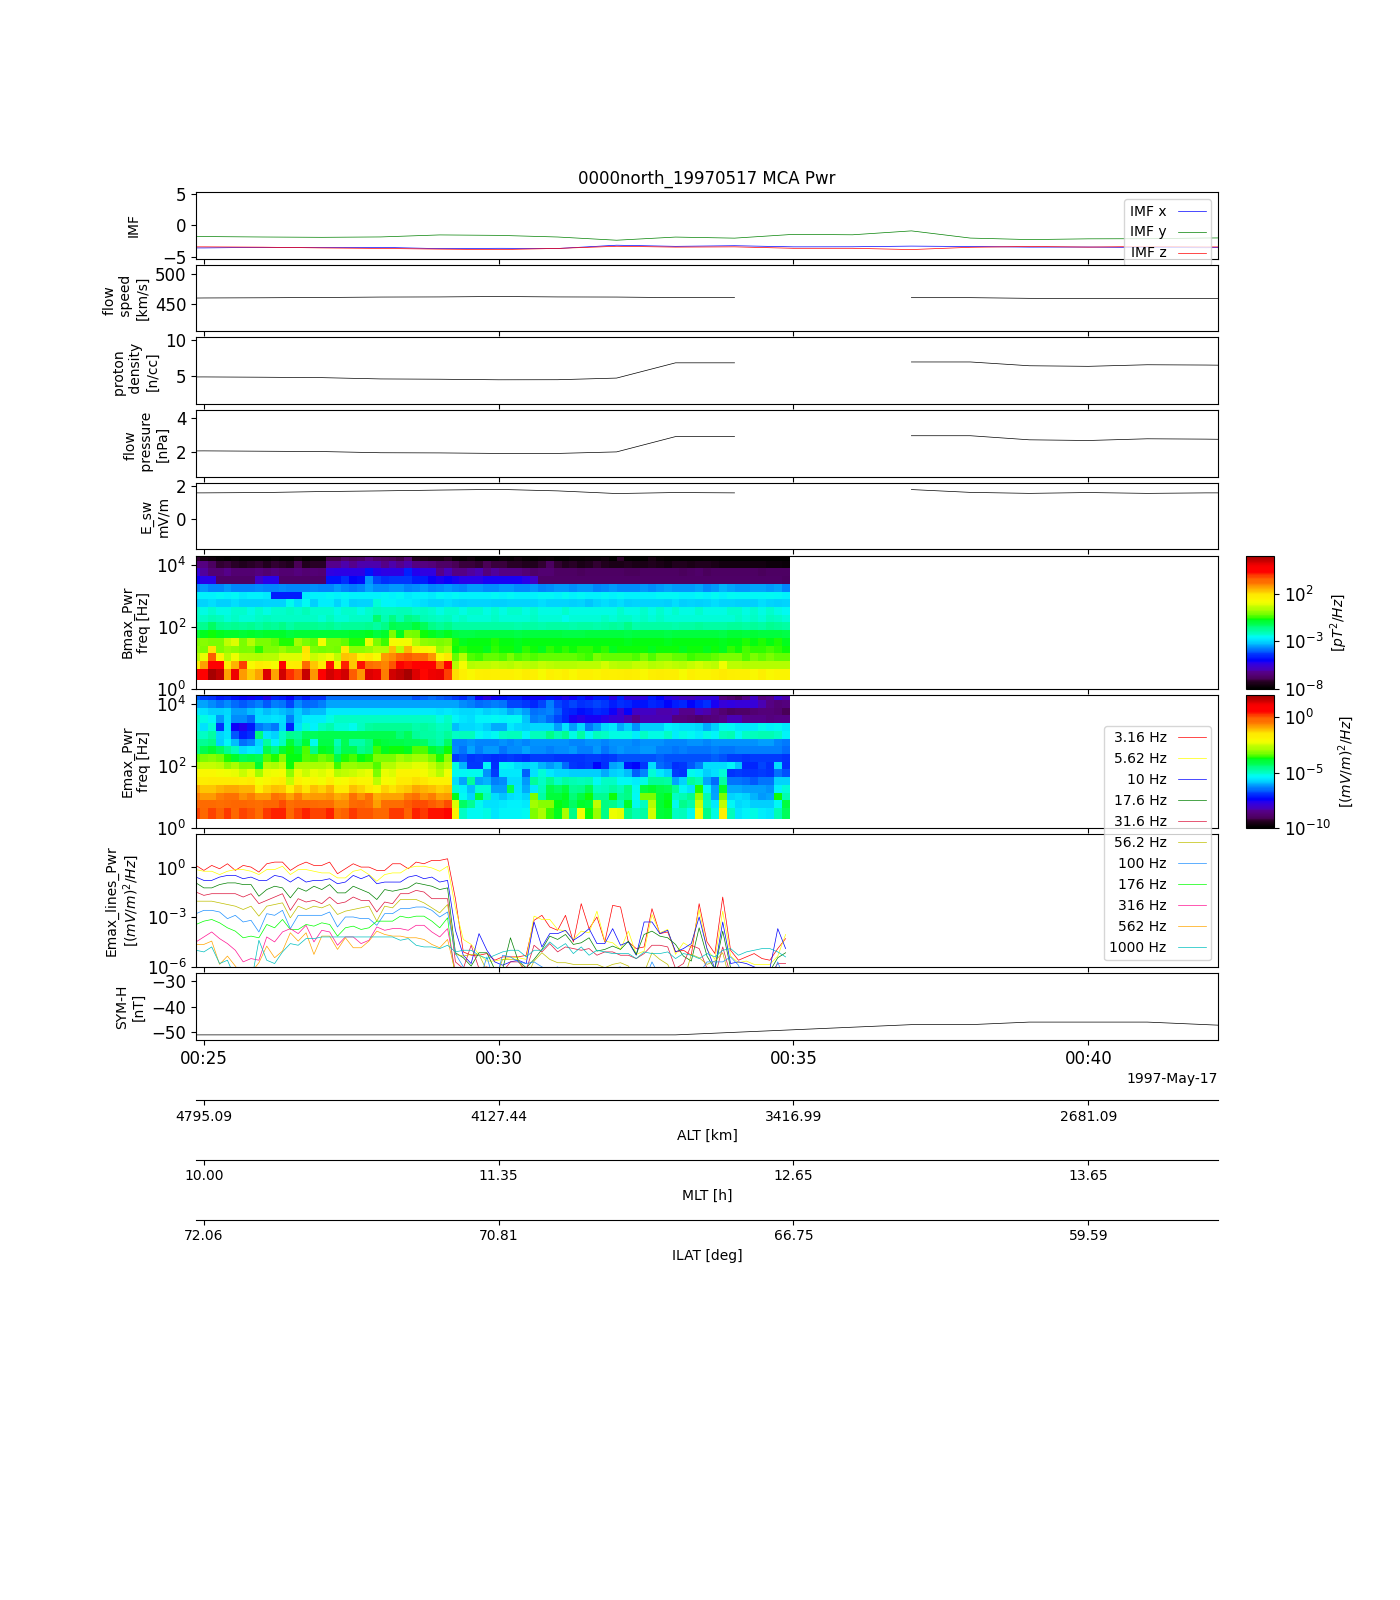 0000north_19970517 MCA Pwr
IMF
5
0
−5
IMF x
IMF y
IMF z
flow
speed
[km/s]
500
450
proton
density
[n/cc]
10
5
flow
pressure
[nPa]
4
2
E_sw
mV/m
2
0
Bmax_Pwr
freq [Hz]
10^4
10^2
10^0
10^2
10^−3
10^−8
[pT^2/Hz]
Emax_Pwr
freq [Hz]
10^4
10^2
10^0
10^0
10^−5
10^−10
[(mV/m)^2/Hz]
3.16 Hz
5.62 Hz
10 Hz
17.6 Hz
31.6 Hz
56.2 Hz
100 Hz
176 Hz
316 Hz
562 Hz
1000 Hz
Emax_lines_Pwr
[(mV/m)^2/Hz]
10^0
10^−3
10^−6
SYM-H
[nT]
−30
−40
−50
00:25 00:30 00:35 00:40
1997-May-17
4795.09 4127.44 3416.99 2681.09
ALT [km]
10.00 11.35 12.65 13.65
MLT [h]
72.06 70.81 66.75 59.59
ILAT [deg]